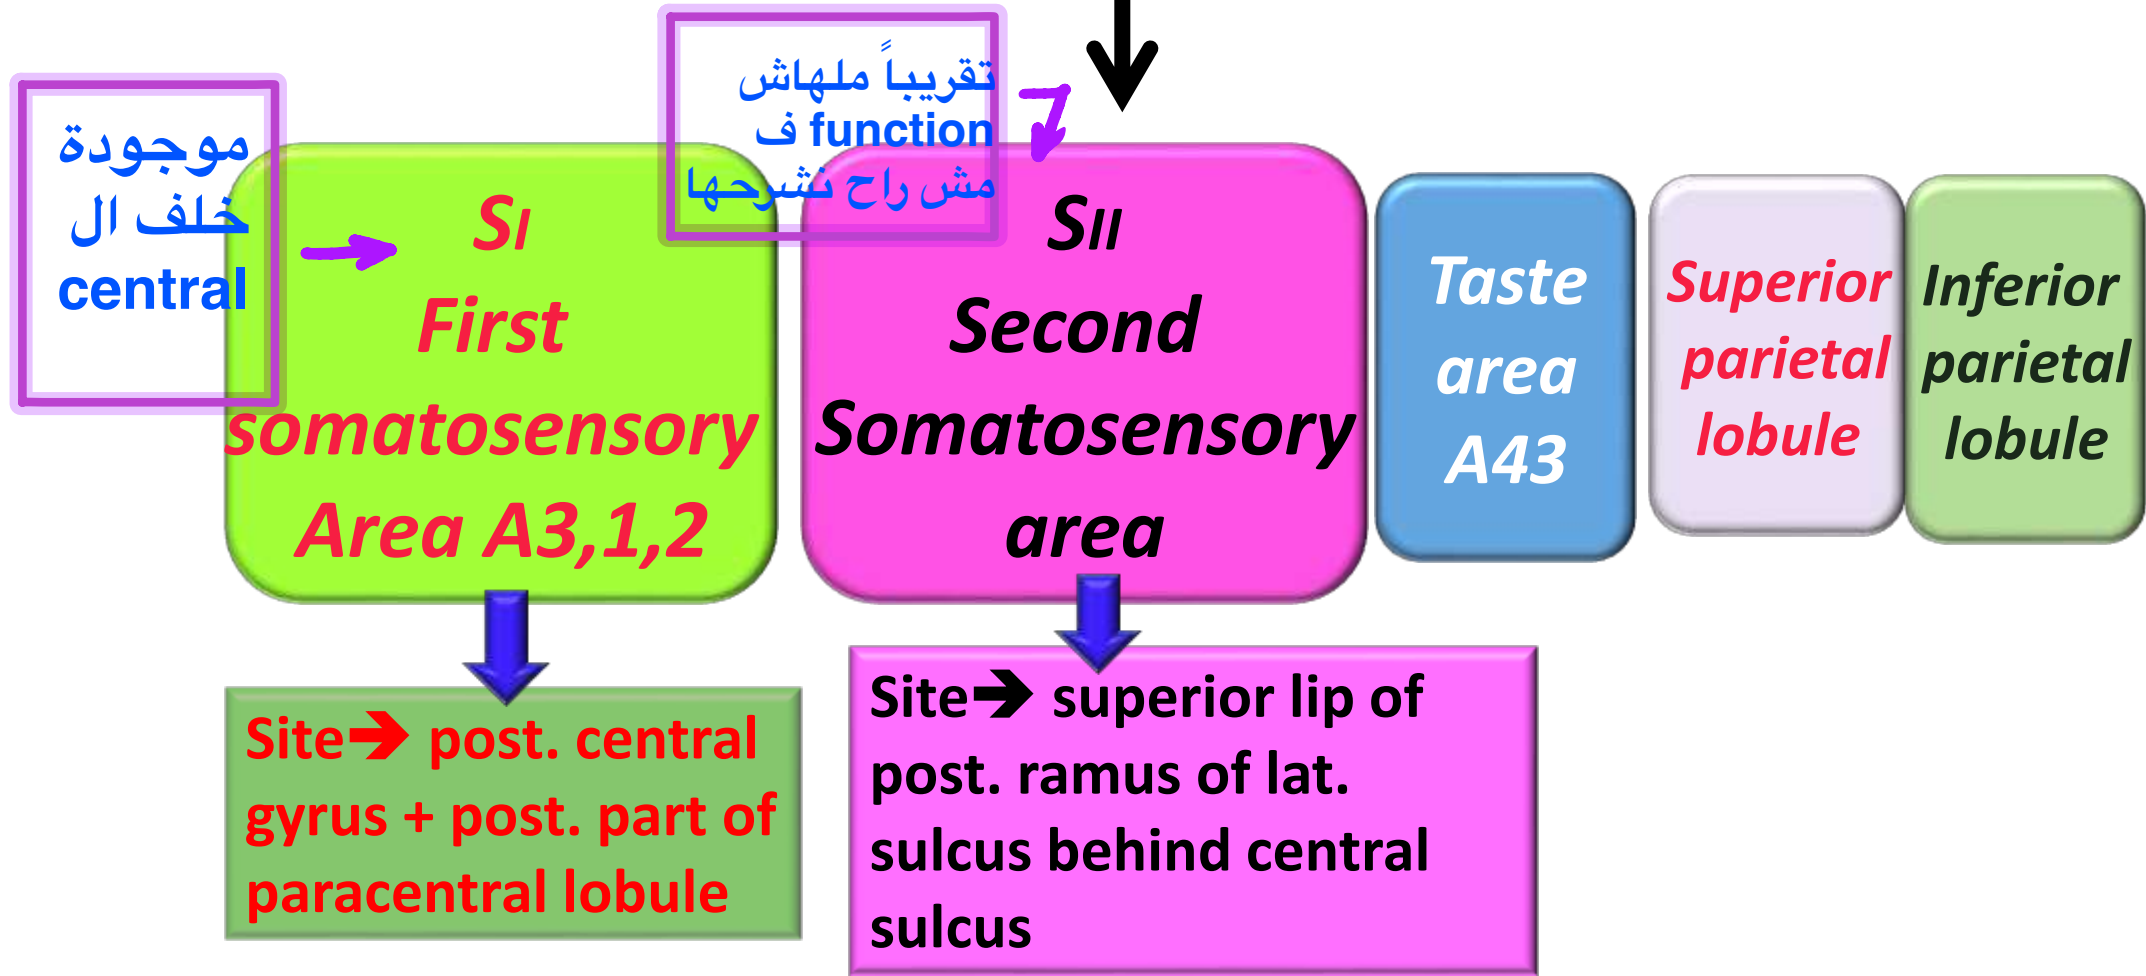 موجودة
خلف ال
central
تقريباً ملهاش
function ف
مش راح نشرحها
SI
First
somatosensory
Area A3,1,2
SII
Second
Somatosensory
area
Taste
area
A43
Superior
parietal
lobule
Inferior
parietal
lobule
Site➔ post. central
gyrus + post. part of
paracentral lobule
Site➔ superior lip of
post. ramus of lat.
sulcus behind central
sulcus